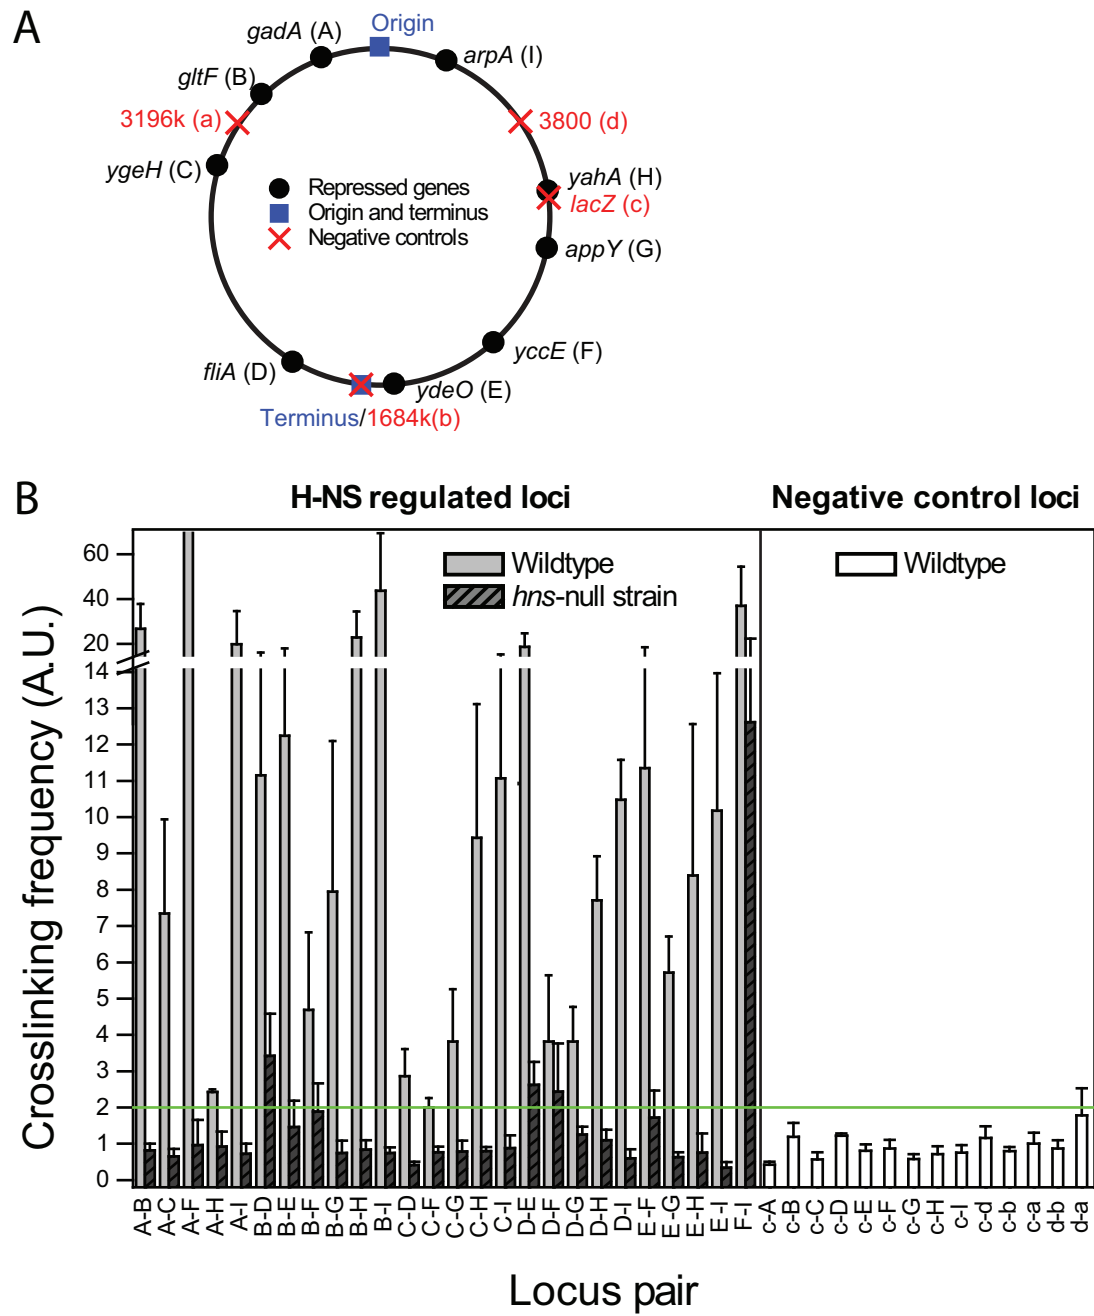 A
Origin
gadA (A)
arpA (I)
gltF (B)
3196k (a)
3800 (d)
ygeH (C)
yahA (H)
Repressed genes
lacZ (c)
Origin and terminus
Negative controls
appY (G)
yccE (F)
fliA (D)
ydeO (E)
Terminus/1684k(b)
B
H-NS regulated loci
Negative control loci
Wildtype
hns-null strain
Wildtype
Crosslinking frequency (A.U.)
60
40
20
14
13
12
11
10
9
8
7
6
5
4
3
2
1
0
A-B
A-C
A-F
A-H
A-I
B-D
B-E
B-F
B-G
B-H
B-I
C-D
C-F
C-G
C-H
C-I
D-E
D-F
D-G
D-H
D-I
E-F
E-G
E-H
E-I
F-I
c-A
c-B
c-C
c-D
c-E
c-F
c-G
c-H
c-I
c-d
c-b
c-a
d-b
d-a
Locus pair